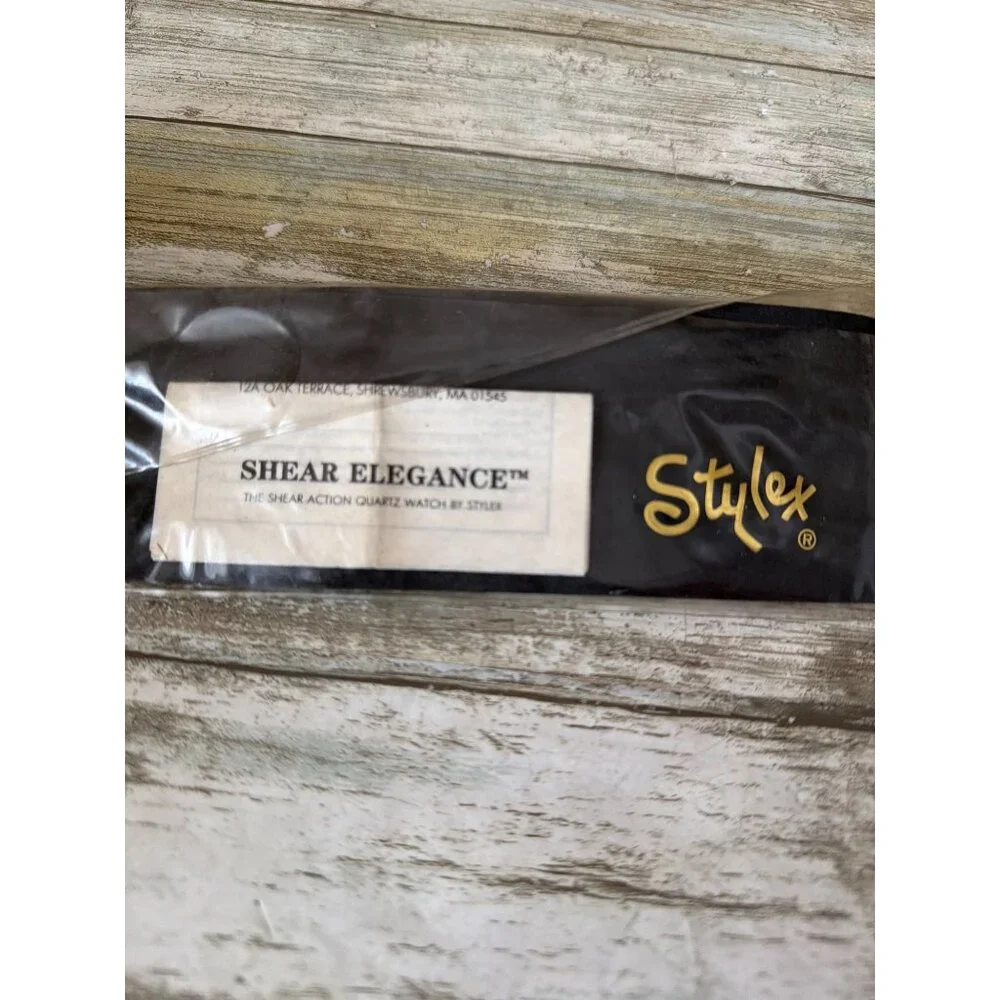 12A OAK TERRACE, SHREWSBURY, MA 01545
SHEAR ELEGANCE™
THE SHEAR ACTION QUARTZ WATCH BY STYLEX
Stylex®